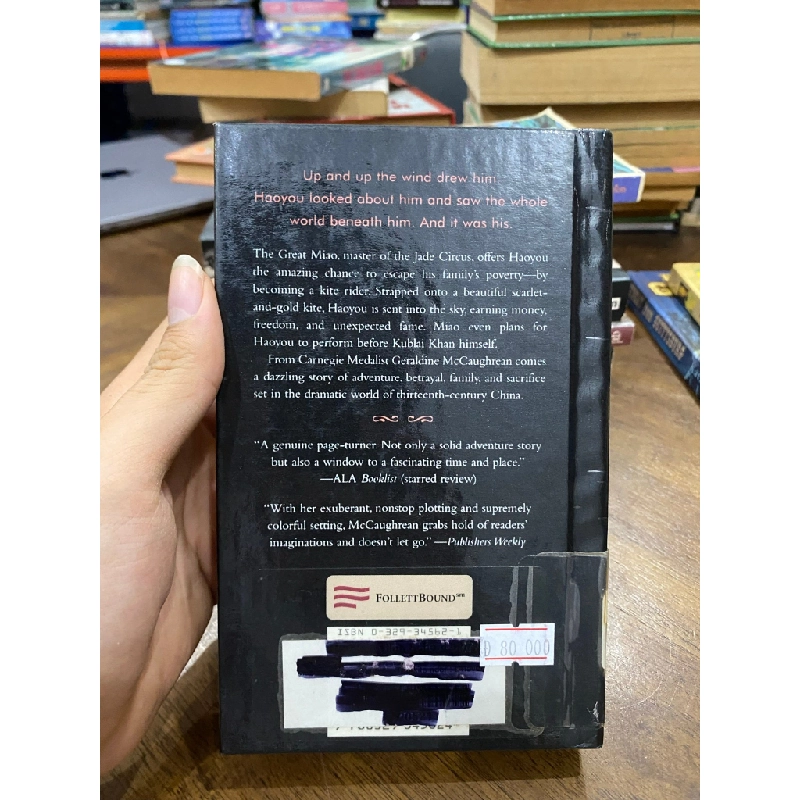 Up and up the wind drew him.
Haoyou looked about him and saw the whole
world beneath him. And it was his.
The Great Miao, master of the Jade Circus, offers Haoyou
the amazing chance to escape his family's poverty—by
becoming a kite rider. Strapped onto a beautiful scarlet-
and-gold kite, Haoyou is sent into the sky, earning money,
freedom, and unexpected fame. Miao even plans for
Haoyou to perform before Kublai Khan himself.
From Carnegie Medalist Geraldine McCaughrean comes
a dazzling story of adventure, betrayal, family, and sacrifice
set in the dramatic world of thirteenth-century China.
"A genuine page-turner. Not only a solid adventure story
but also a window to a fascinating time and place."
—ALA Booklist (starred review)
"With her exuberant, nonstop plotting and supremely
colorful setting, McCaughrean grabs hold of readers'
imaginations and doesn't let go." —Publishers Weekly
FOLLETTBOUND
ISBN 0-329-34562-1
Đ 80 000